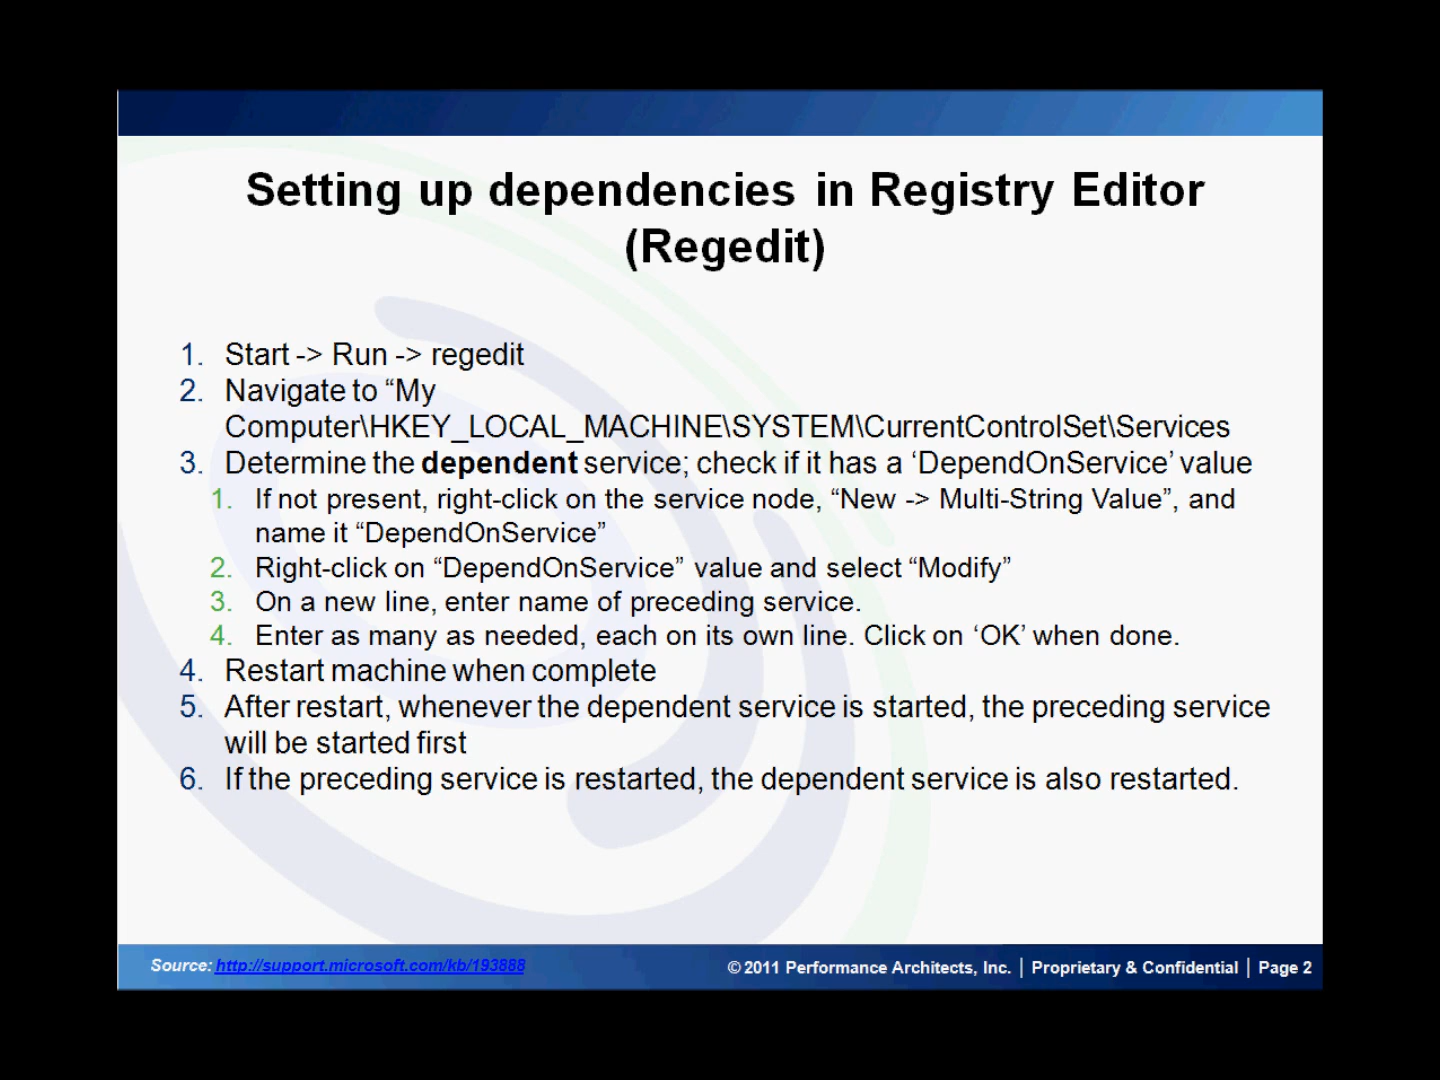 Setting up dependencies in Registry Editor
(Regedit)
1. Start -> Run -> regedit
2. Navigate to “My
Computer\HKEY_LOCAL_MACHINE\SYSTEM\CurrentControlSet\Services
3. Determine the dependent service; check if it has a ‘DependOnService’ value
1. If not present, right-click on the service node, “New -> Multi-String Value”, and
name it “DependOnService”
2. Right-click on “DependOnService” value and select “Modify”
3. On a new line, enter name of preceding service.
4. Enter as many as needed, each on its own line. Click on ‘OK’ when done.
4. Restart machine when complete
5. After restart, whenever the dependent service is started, the preceding service
will be started first
6. If the preceding service is restarted, the dependent service is also restarted.
Source: http://support.microsoft.com/kb/193888
© 2011 Performance Architects, Inc. | Proprietary & Confidential | Page 2